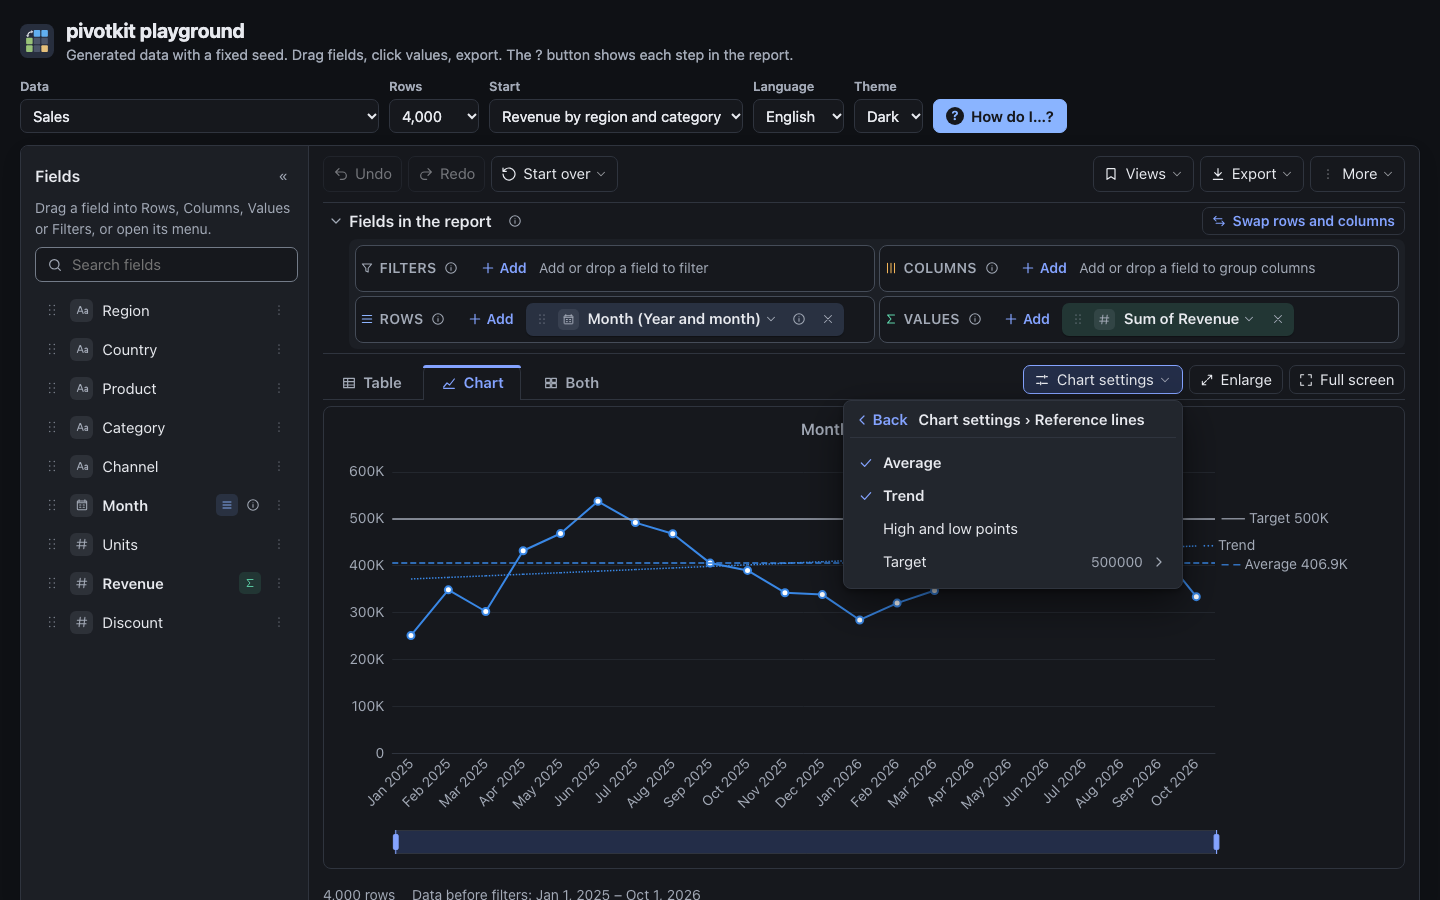 pivotkit playground
Generated data with a fixed seed. Drag fields, click values, export. The ? button shows each step in the report.
Data
Rows
Start
Language
Theme
Sales
4,000
Revenue by region and category
English
Dark
? How do I...?
Fields
«
Drag a field into Rows, Columns, Values
or Filters, or open its menu.
Search fields
Aa Region
Aa Country
Aa Product
Aa Category
Aa Channel
Month
# Units
# Revenue Σ
# Discount
Undo
Redo
Start over
Views
Export
More
Fields in the report
Swap rows and columns
FILTERS
+ Add
Add or drop a field to filter
COLUMNS
+ Add
Add or drop a field to group columns
ROWS
+ Add
Month (Year and month)
Σ VALUES
+ Add
# Sum of Revenue
Table
Chart
Both
Chart settings
Enlarge
Full screen
Back
Chart settings › Reference lines
Average
Trend
High and low points
Target 500000
600K
500K
400K
300K
200K
100K
0
Target 500K
Trend
Average 406.9K
Jan 2025
Feb 2025
Mar 2025
Apr 2025
May 2025
Jun 2025
Jul 2025
Aug 2025
Sep 2025
Oct 2025
Nov 2025
Dec 2025
Jan 2026
Feb 2026
Mar 2026
Apr 2026
May 2026
Jun 2026
Jul 2026
Aug 2026
Sep 2026
Oct 2026
4,000 rows
Data before filters: Jan 1, 2025 – Oct 1, 2026